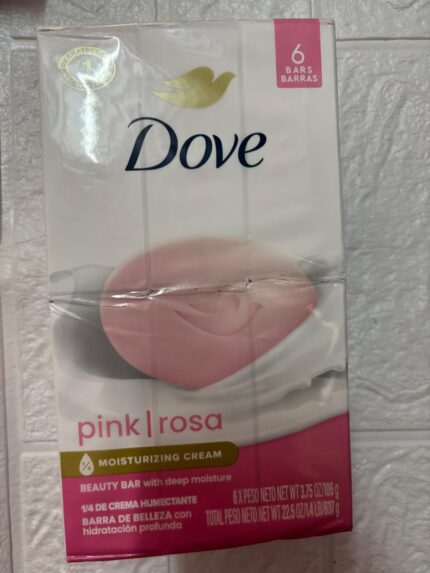 6
BARS
BARRAS
Dove
pink | rosa
1/4 MOISTURIZING CREAM
BEAUTY BAR with deep moisture
1/4 DE CREMA HUMECTANTE
BARRA DE BELLEZA con
hidratación profunda
6 X PESO NETO NET WT 3.75 OZ/106 g
TOTAL PESO NETO NET WT 22.5 OZ/1.4 LB/637 g